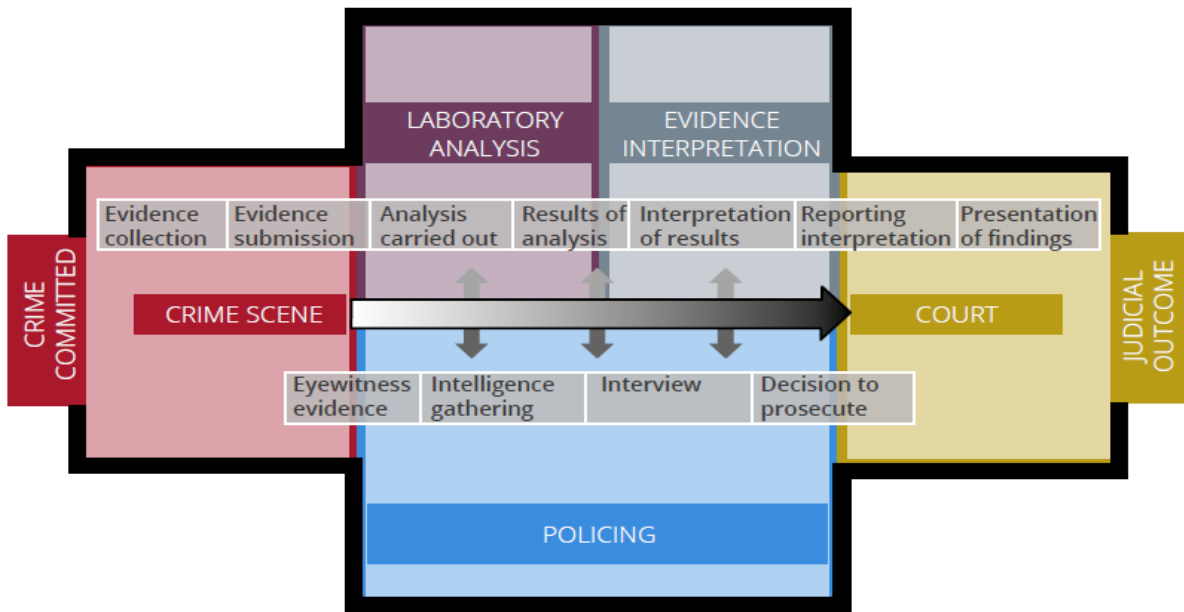 LABORATORY
ANALYSIS
EVIDENCE
INTERPRETATION
Evidence
collection
Evidence
submission
Analysis
carried out
Results of
analysis
Interpretation
of results
Reporting
interpretation
Presentation
of findings
CRIME
COMMITTED
CRIME SCENE
COURT
JUDICIAL
OUTCOME
Eyewitness
evidence
Intelligence
gathering
Interview
Decision to
prosecute
POLICING